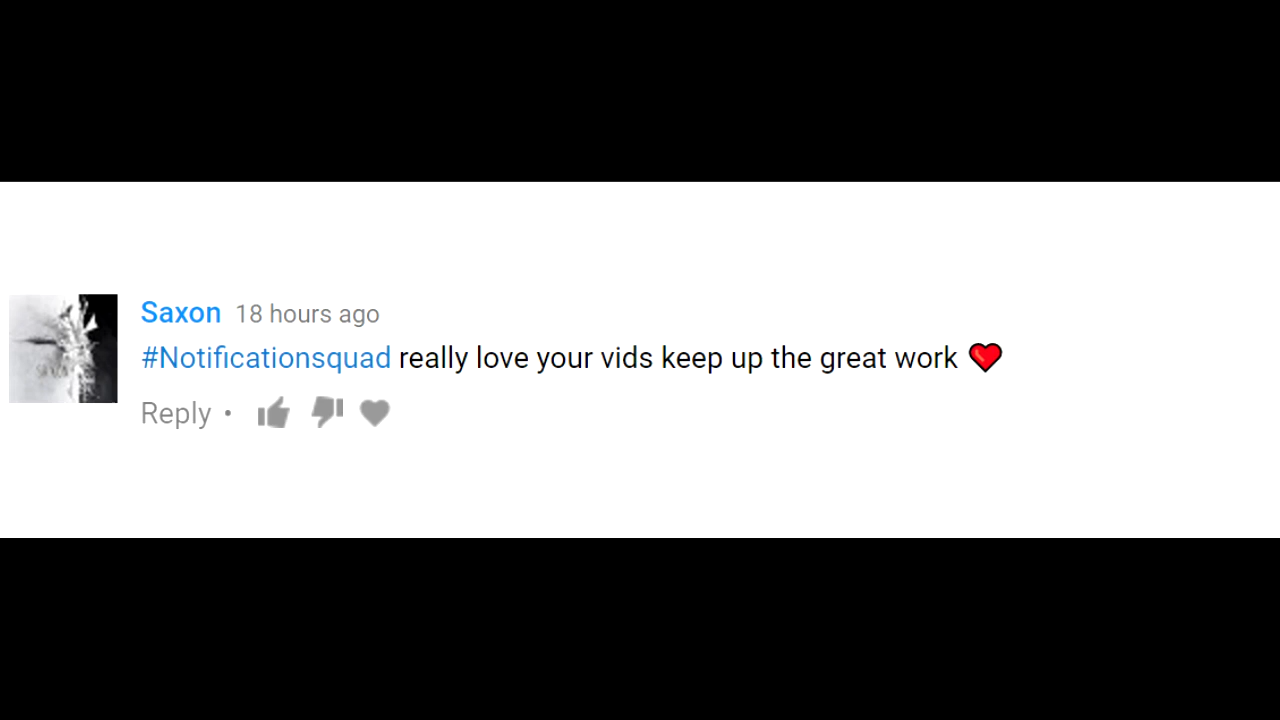 Saxon 18 hours ago
#Notificationsquad really love your vids keep up the great work ❤️
Reply •